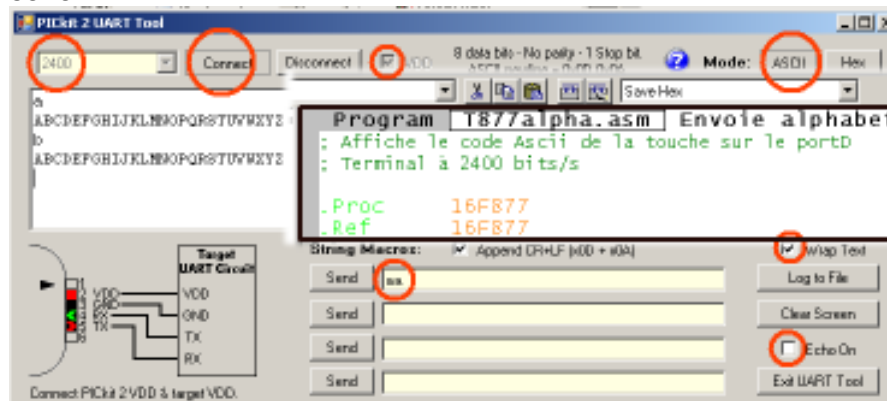 PICkit 2 UART Tool
2400 Connect Disconnect VDD 8 data bits - No parity - 1 Stop bit. Mode: ASCII Hex
Save Hex
a
ABCDEFGHIJKLMNOPQRSTUVWXYZ
b
ABCDEFGHIJKLMNOPQRSTUVWXYZ
Program T877alpha.asm Envoie alphabet
; Affiche le code Ascii de la touche sur le portD
; Terminal à 2400 bits/s
.Proc 16F877
.Ref 16F877
String Macros: Append CR+LF (x0D + x0A) Wrap Text
Target
UART Circuit
VDD VDD
GND GND
RX TX
TX RX
Send Log to File
Send Clear Screen
Send Echo On
Send Exit UART Tool
Connect PICkit 2 VDD & target VDD.